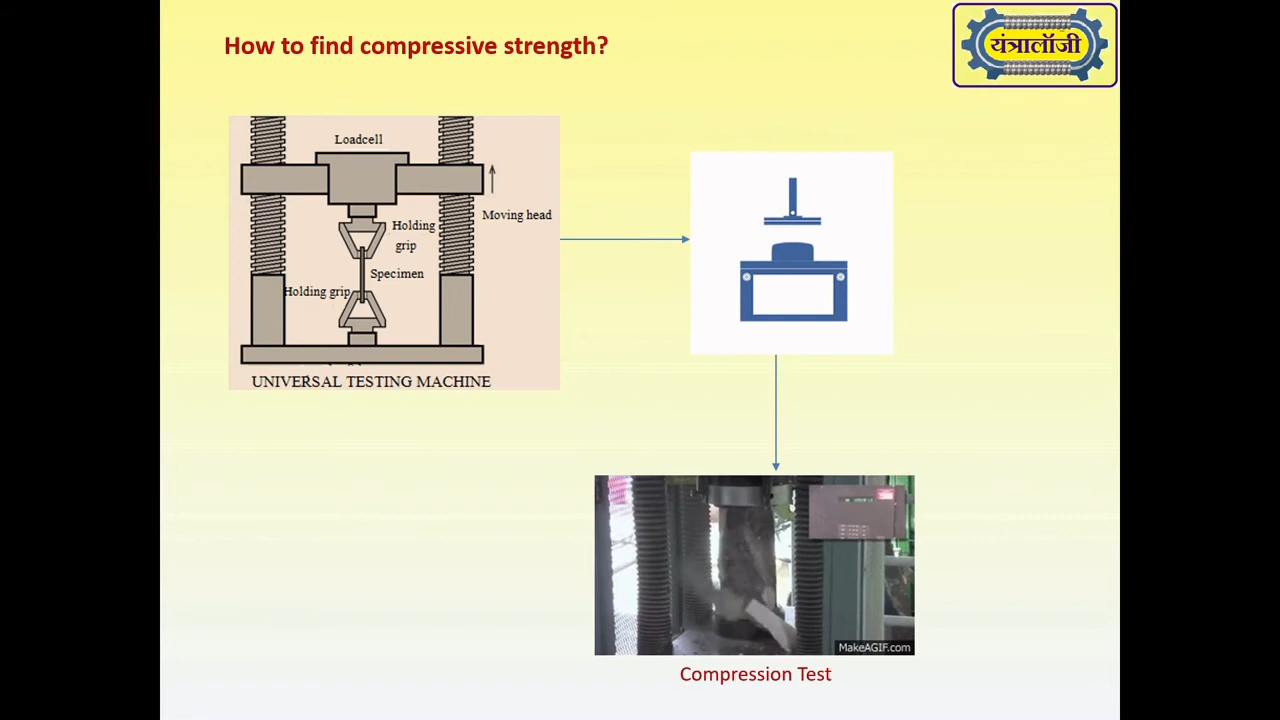 How to find compressive strength?
यंत्रालॉजी
Loadcell
Moving head
Holding
grip
Specimen
Holding grip
UNIVERSAL TESTING MACHINE
MakeAGIF.com
Compression Test